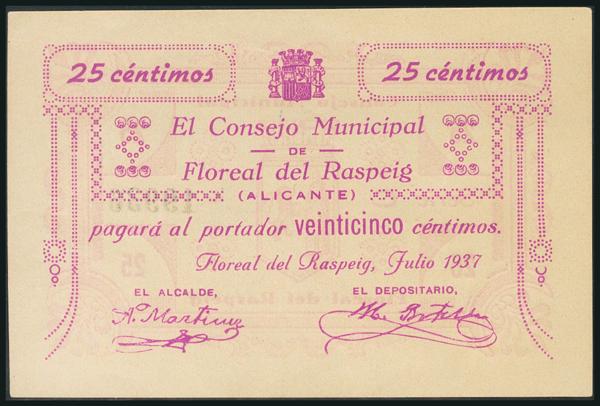 25 céntimos
25 céntimos
El Consejo Municipal
DE
Floreal del Raspeig
(ALICANTE)
pagará al portador veinticinco céntimos.
Floreal del Raspeig, Julio 1937
EL ALCALDE,
EL DEPOSITARIO,
A. Martinez
M.